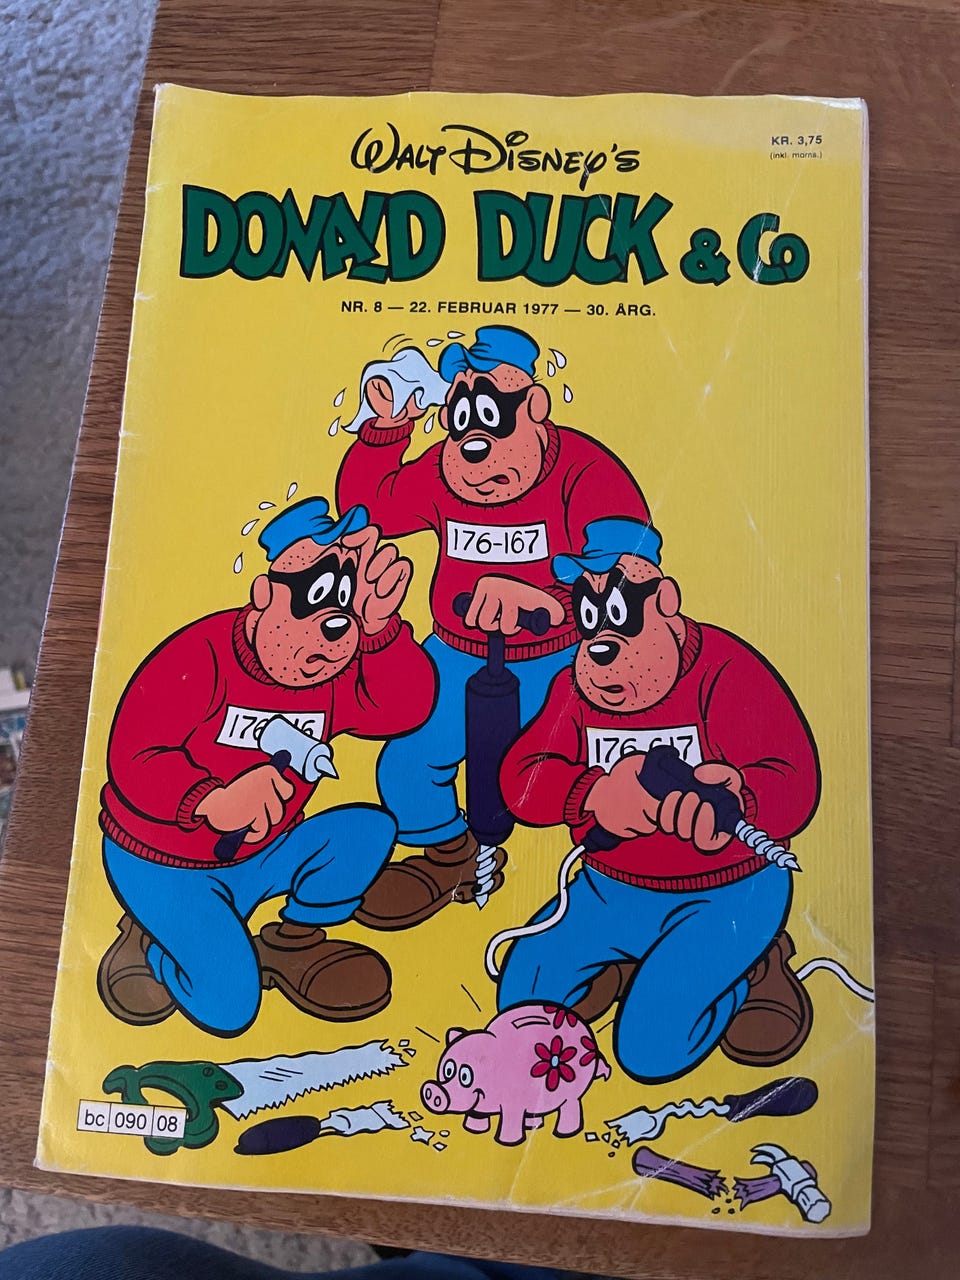 WALT DISNEY'S
KR. 3,75
(inkl. moms.)
DONALD DUCK & Co
NR. 8 — 22. FEBRUAR 1977 — 30. ÅRG.
176-167
bc 090 08